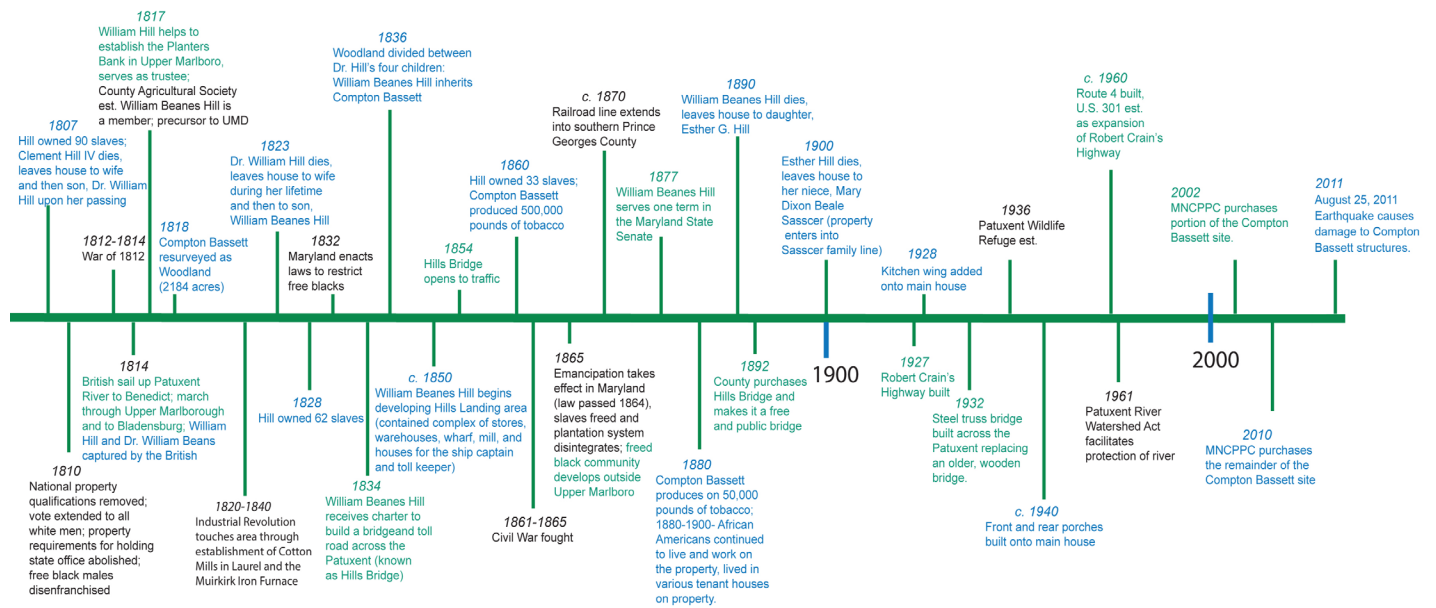 1817
William Hill helps to
establish the Planters
Bank in Upper Marlboro,
serves as trustee;
County Agricultural Society
est. William Beanes Hill is
a member; precursor to UMD
1836
Woodland divided between
Dr. Hill's four children:
William Beanes Hill inherits
Compton Bassett
1890
William Beanes Hill dies,
leaves house to daughter,
Esther G. Hill
c. 1960
Route 4 built,
U.S. 301 est.
as expansion
of Robert Crain's
Highway
c. 1870
Railroad line extends
into southern Prince
Georges County
1807
Hill owned 90 slaves;
Clement Hill IV dies,
leaves house to wife
and then son, Dr. William
Hill upon her passing
1823
Dr. William Hill dies,
leaves house to wife
during her lifetime
and then to son,
William Beanes Hill
1860
Hill owned 33 slaves;
Compton Bassett
produced 500,000
pounds of tobacco
1877
William Beanes Hill
serves one term in
the Maryland State
Senate
1900
Esther Hill dies,
leaves house to
her niece, Mary
Dixon Beale
Sasscer (property
enters into
Sasscer family line)
1936
Patuxent Wildlife
Refuge est.
2002
MNCPPC purchases
portion of the Compton
Bassett site.
2011
August 25, 2011
Earthquake causes
damage to Compton
Bassett structures.
1812-1814
War of 1812
1818
Compton Bassett
resurveyed as
Woodland
(2184 acres)
1832
Maryland enacts
laws to restrict
free blacks
1854
Hills Bridge
opens to traffic
1928
Kitchen wing added
onto main house
1900
2000
1814
British sail up Patuxent
River to Benedict; march
through Upper Marlborough
and to Bladensburg; William
Hill and Dr. William Beans
captured by the British
1810
National property
qualifications removed;
vote extended to all
white men; property
requirements for holding
state office abolished;
free black males
disenfranchised
1820-1840
Industrial Revolution
touches area through
establishment of Cotton
Mills in Laurel and the
Muirkirk Iron Furnace
1828
Hill owned 62 slaves
1834
William Beanes Hill
receives charter to
build a bridgeand toll
road across the
Patuxent (known
as Hills Bridge)
c. 1850
William Beanes Hill begins
developing Hills Landing area
(contained complex of stores,
warehouses, wharf, mill, and
houses for the ship captain
and toll keeper)
1861-1865
Civil War fought
1865
Emancipation takes
effect in Maryland
(law passed 1864),
slaves freed and
plantation system
disintegrates; freed
black community
develops outside
Upper Marlboro
1880
Compton Bassett
produces on 50,000
pounds of tobacco;
1880-1900- African
Americans continued
to live and work on
the property, lived in
various tenant houses
on property.
1892
County purchases
Hills Bridge and
makes it a free
and public bridge
1927
Robert Crain's
Highway built
1932
Steel truss bridge
built across the
Patuxent replacing
an older, wooden
bridge.
c. 1940
Front and rear porches
built onto main house
1961
Patuxent River
Watershed Act
facilitates
protection of river
2010
MNCPPC purchases
the remainder of the
Compton Bassett site